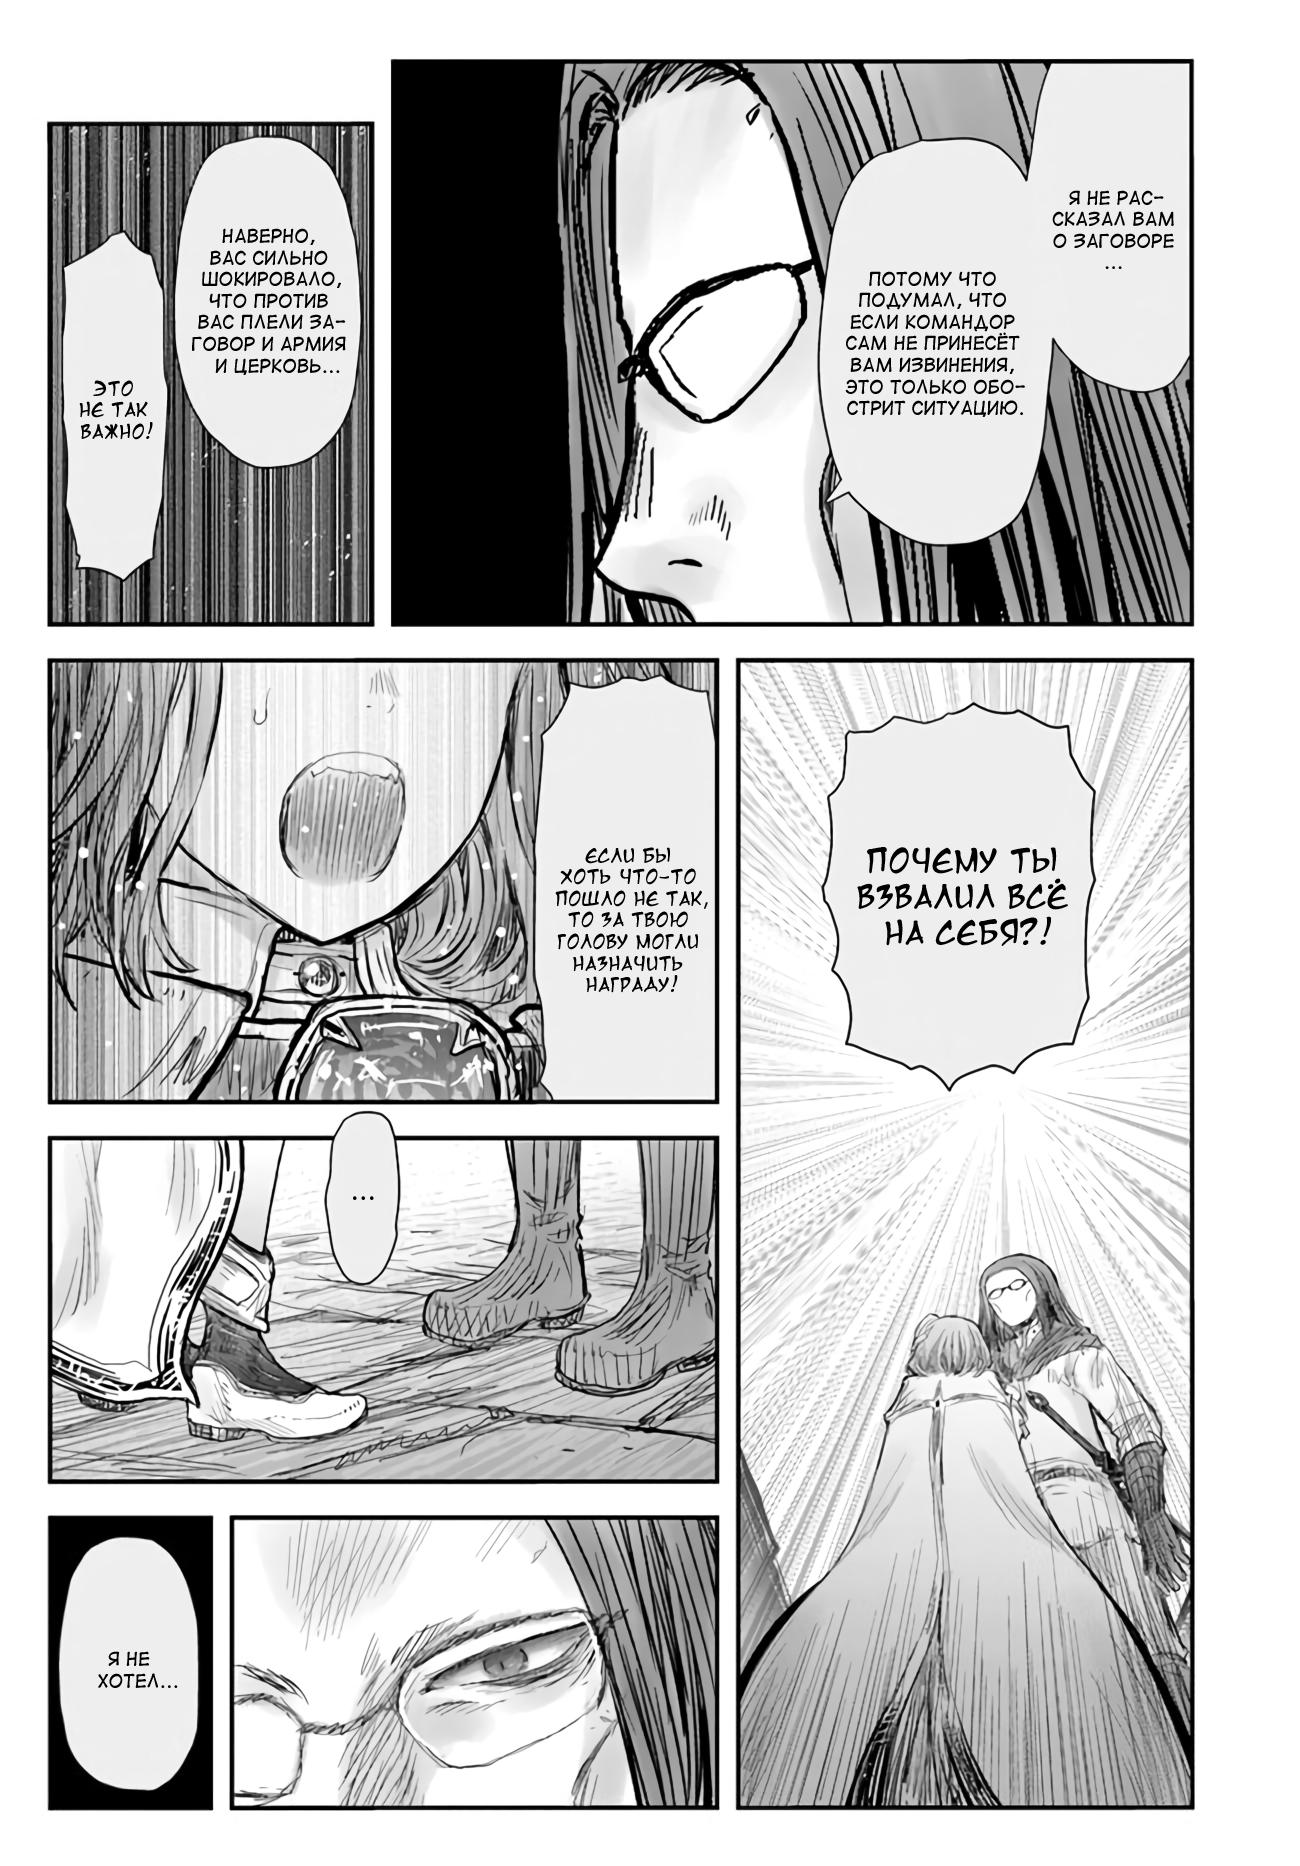 Я НЕ РАС-
СКАЗАЛ ВАМ
О ЗАГОВОРЕ
...
ПОТОМУ ЧТО
ПОДУМАЛ, ЧТО
ЕСЛИ КОМАНДОР
САМ НЕ ПРИНЕСЁТ
ВАМ ИЗВИНЕНИЯ,
ЭТО ТОЛЬКО ОБО-
СТРИТ СИТУАЦИЮ.
НАВЕРНО,
ВАС СИЛЬНО
ШОКИРОВАЛО,
ЧТО ПРОТИВ
ВАС ПЛЕЛИ ЗА-
ГОВОР И АРМИЯ
И ЦЕРКОВЬ...
ЭТО
НЕ ТАК
ВАЖНО!
ПОЧЕМУ ТЫ
ВЗВАЛИЛ ВСЁ
НА СЕБЯ?!
ЕСЛИ БЫ
ХОТЬ ЧТО-ТО
ПОШЛО НЕ ТАК,
ТО ЗА ТВОЮ
ГОЛОВУ МОГЛИ
НАЗНАЧИТЬ
НАГРАДУ!
...
Я НЕ
ХОТЕЛ...